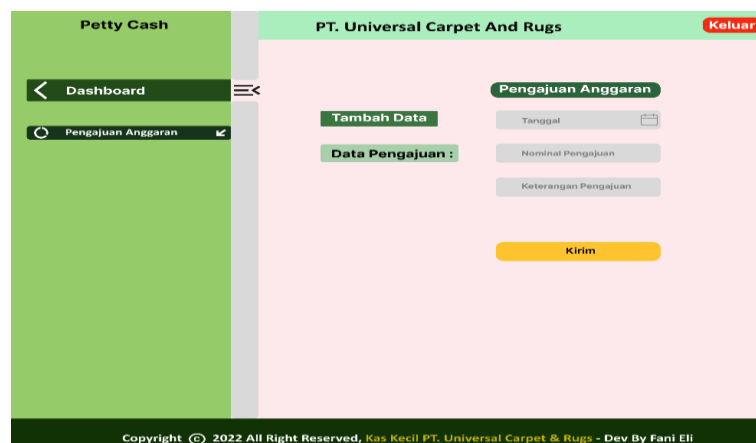 Petty Cash
PT. Universal Carpet And Rugs
Keluar
Dashboard
Pengajuan Anggaran
Pengajuan Anggaran
Tambah Data
Tanggal
Data Pengajuan :
Nominal Pengajuan
Keterangan Pengajuan
Kirim
Copyright © 2022 All Right Reserved, Kas Kecil PT. Universal Carpet & Rugs - Dev By Fani Eli